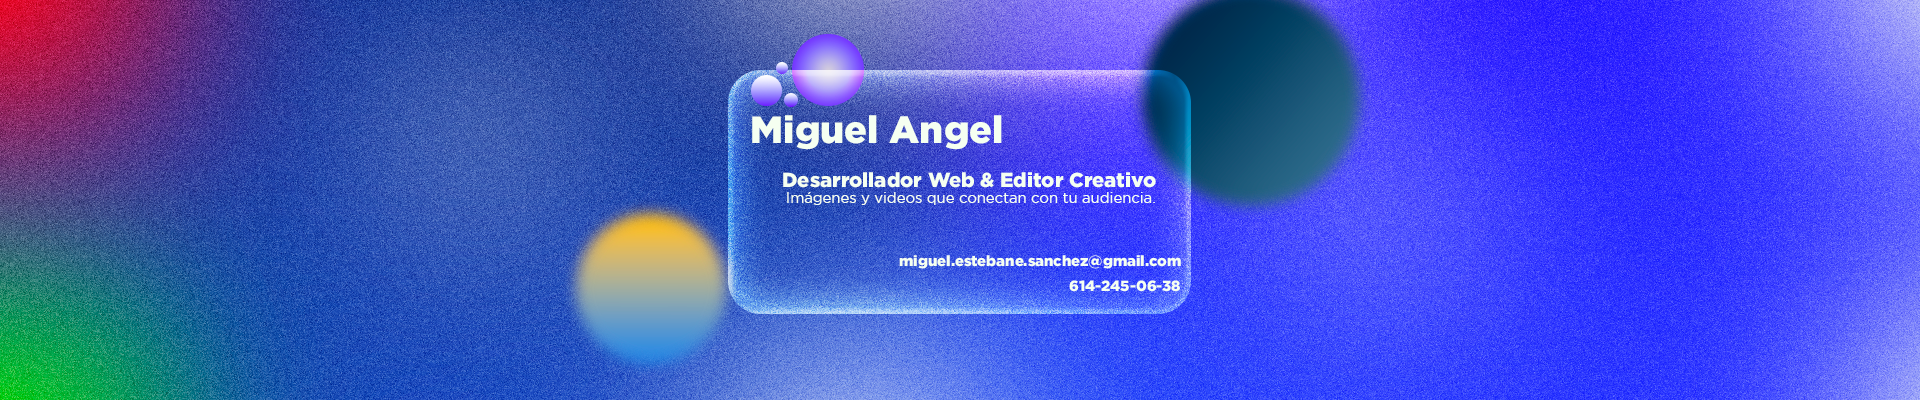 Miguel Angel
Desarrollador Web & Editor Creativo
Imágenes y videos que conectan con tu audiencia.
miguel.estebane.sanchez@gmail.com
614-245-06-38